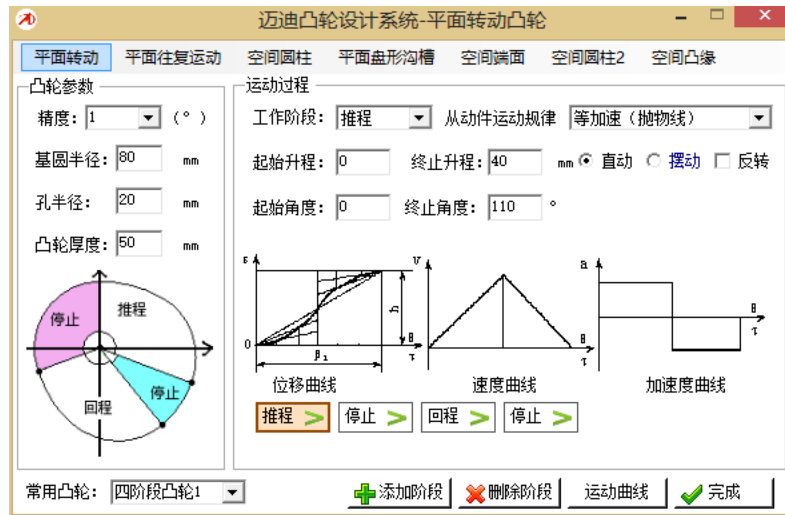 迈迪凸轮设计系统-平面转动凸轮
平面转动 平面往复运动 空间圆柱 平面盘形沟槽 空间端面 空间圆柱2 空间凸缘
凸轮参数
精度: 1 (°)
基圆半径: 80 mm
孔半径: 20 mm
凸轮厚度: 50 mm
停止
推程
停止
回程
运动过程
工作阶段: 推程 从动件运动规律 等加速（抛物线）
起始升程: 0 终止升程: 40 mm 直动 摆动 反转
起始角度: 0 终止角度: 110 °
s h 0 β₁ θ τ
v θ τ
a θ τ
位移曲线 速度曲线 加速度曲线
推程 > 停止 > 回程 > 停止 >
常用凸轮: 四阶段凸轮1 添加阶段 删除阶段 运动曲线 完成